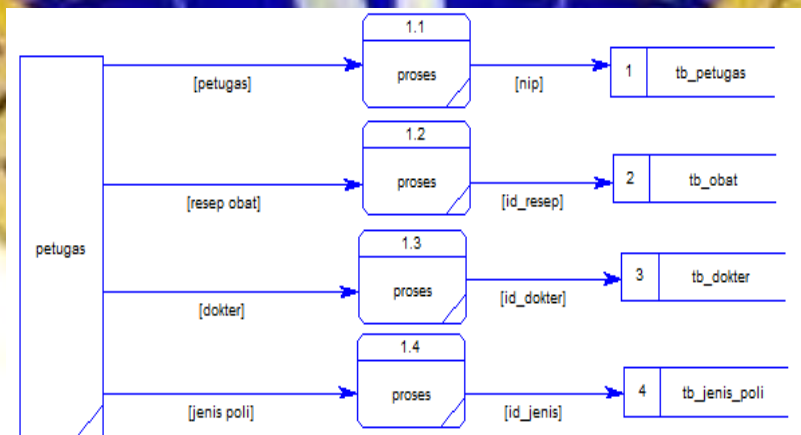 petugas
1.1
proses
[petugas]
[nip]
1
tb_petugas
1.2
proses
[resep obat]
[id_resep]
2
tb_obat
1.3
proses
[dokter]
[id_dokter]
3
tb_dokter
1.4
proses
[jenis poli]
[id_jenis]
4
tb_jenis_poli